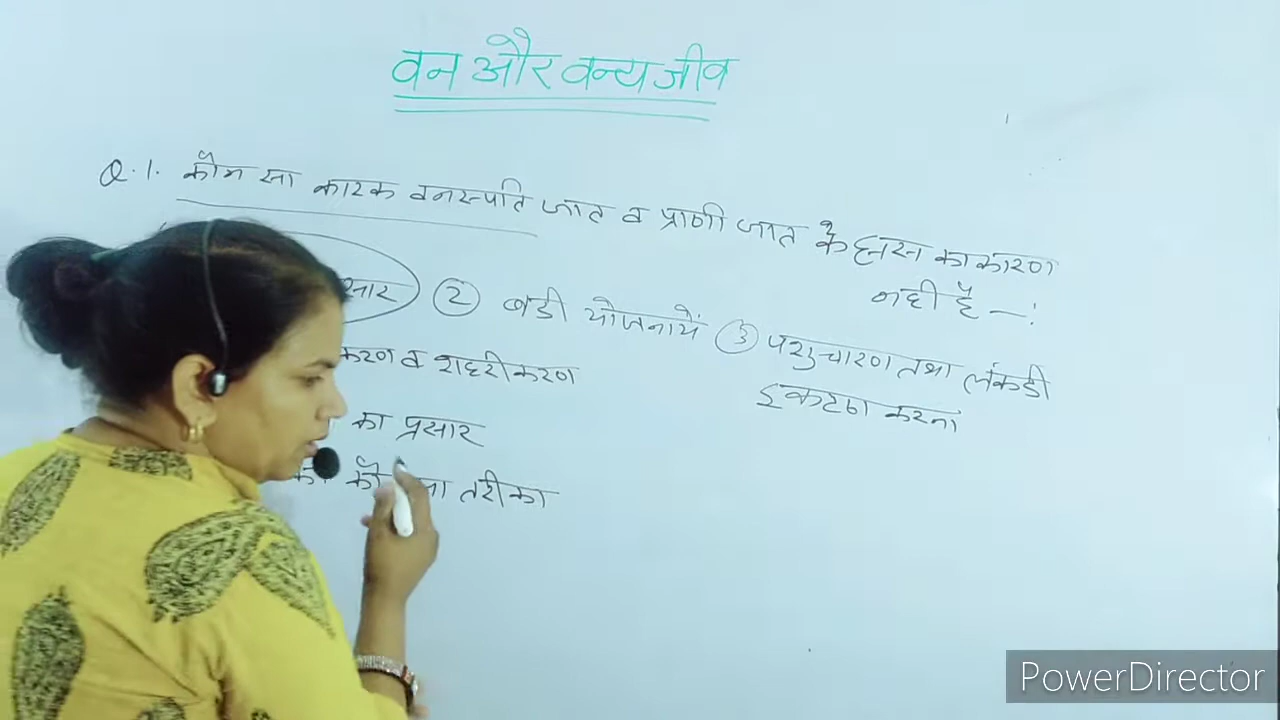 वन और वन्य जीव
Q.1. कौन सा कारक वनस्पति जात व प्राणी जात के ह्रास का कारण
नही है —:
② बडी योजनायें ③ पशुचारण तथा लकडी
इकट्ठा करना
करण व शहरीकरण
का प्रसार
तरीका
PowerDirector